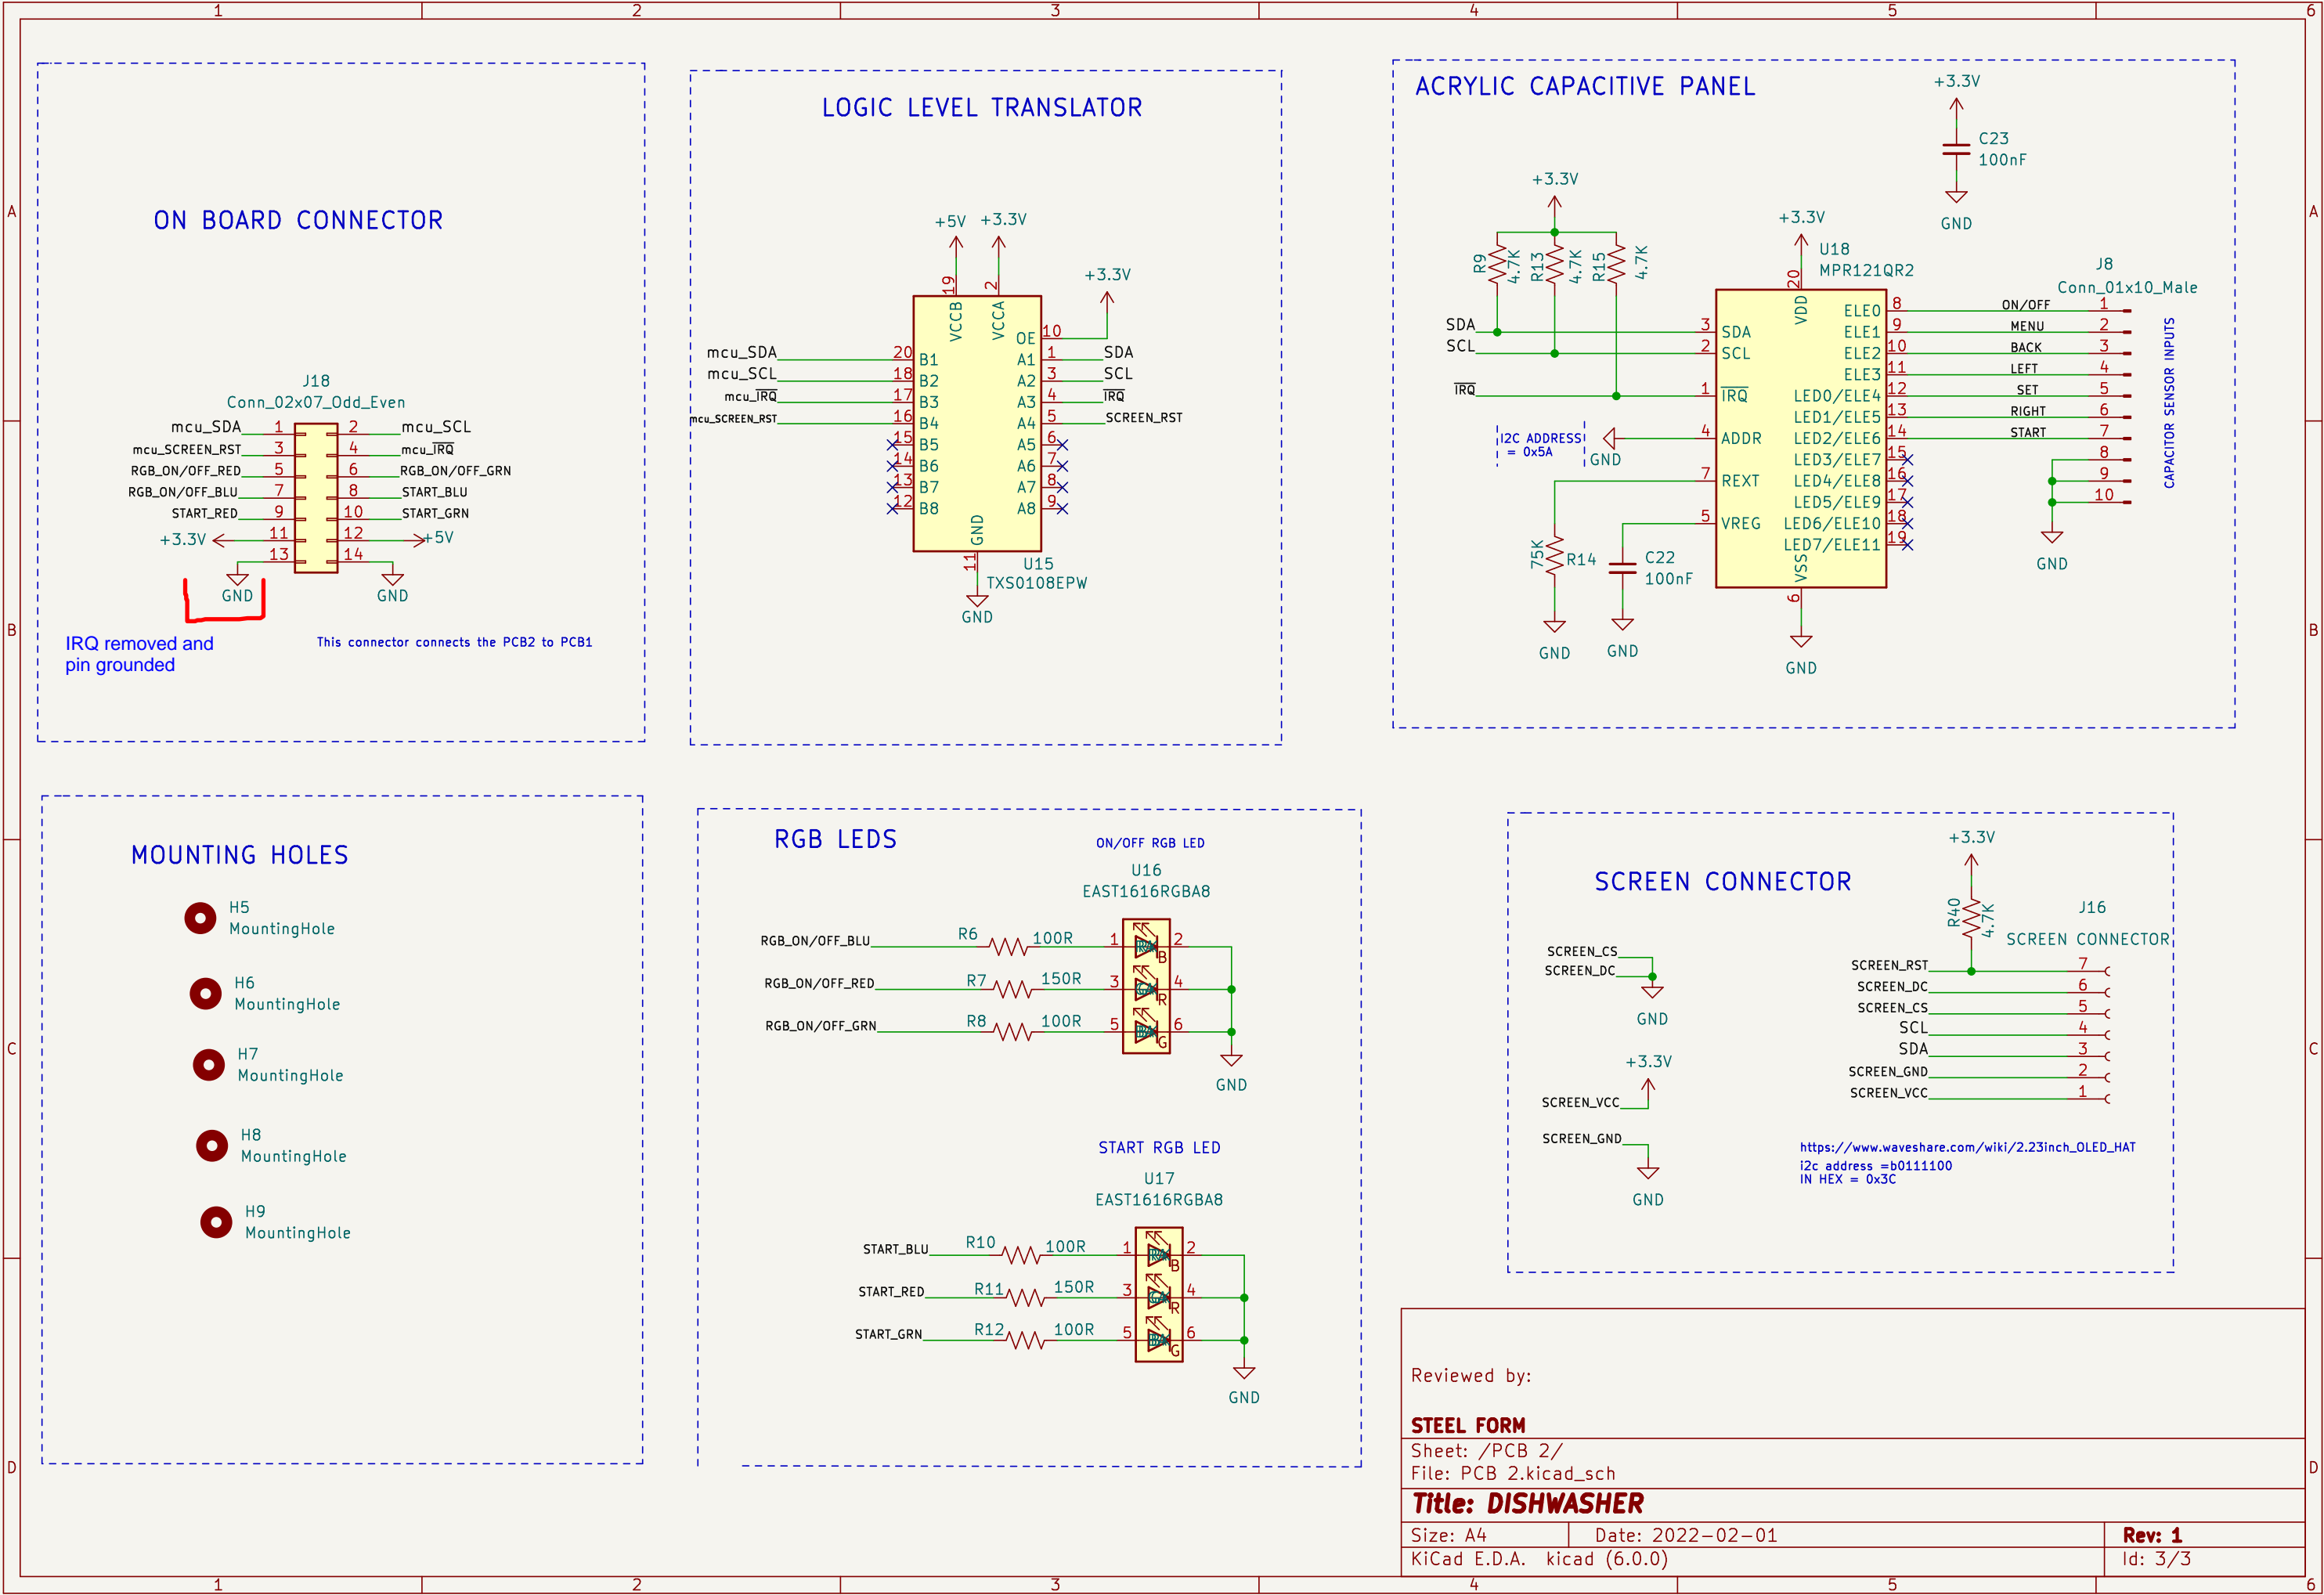 1 2 3 4 5 6
A
B
C
D
ON BOARD CONNECTOR
J18
Conn_02x07_Odd_Even
mcu_SDA 1 2 mcu_SCL
mcu_SCREEN_RST 3 4 mcu_IRQ
RGB_ON/OFF_RED 5 6 RGB_ON/OFF_GRN
RGB_ON/OFF_BLU 7 8 START_BLU
START_RED 9 10 START_GRN
+3.3V 11 12 +5V
13 14
GND GND
IRQ removed and
pin grounded
This connector connects the PCB2 to PCB1
LOGIC LEVEL TRANSLATOR
+5V +3.3V
+3.3V
19 2
VCCB VCCA
OE 10
mcu_SDA 20 B1 A1 1 SDA
mcu_SCL 18 B2 A2 3 SCL
mcu_IRQ 17 B3 A3 4 IRQ
mcu_SCREEN_RST 16 B4 A4 5 SCREEN_RST
15 B5 A5 6
14 B6 A6 7
13 B7 A7 8
12 B8 A8 9
GND
11
U15
TXS0108EPW
GND
ACRYLIC CAPACITIVE PANEL
+3.3V
C23
100nF
GND
+3.3V
R9 4.7K R13 4.7K R15 4.7K
+3.3V
U18
MPR121QR2
20
VDD
J8
Conn_01x10_Male
SDA 3 SDA
SCL 2 SCL
IRQ 1 IRQ
4 ADDR
I2C ADDRESS
= 0x5A
GND
7 REXT
5 VREG
75K R14
C22
100nF
GND GND
ELE0 8 ON/OFF 1
ELE1 9 MENU 2
ELE2 10 BACK 3
ELE3 11 LEFT 4
LED0/ELE4 12 SET 5
LED1/ELE5 13 RIGHT 6
LED2/ELE6 14 START 7
LED3/ELE7 15 8
LED4/ELE8 16 9
LED5/ELE9 17 10
LED6/ELE10 18
LED7/ELE11 19
VSS
6
GND
GND
CAPACITOR SENSOR INPUTS
MOUNTING HOLES
H5
MountingHole
H6
MountingHole
H7
MountingHole
H8
MountingHole
H9
MountingHole
RGB LEDS
ON/OFF RGB LED
U16
EAST1616RGBA8
RGB_ON/OFF_BLU R6 100R 1 2 B
RGB_ON/OFF_RED R7 150R 3 4 R
RGB_ON/OFF_GRN R8 100R 5 6 G
GND
START RGB LED
U17
EAST1616RGBA8
START_BLU R10 100R 1 2 B
START_RED R11 150R 3 4 R
START_GRN R12 100R 5 6 G
GND
SCREEN CONNECTOR
+3.3V
R40 4.7K
J16
SCREEN CONNECTOR
SCREEN_CS
SCREEN_DC
GND
+3.3V
SCREEN_VCC
SCREEN_GND
GND
SCREEN_RST 7
SCREEN_DC 6
SCREEN_CS 5
SCL 4
SDA 3
SCREEN_GND 2
SCREEN_VCC 1
https://www.waveshare.com/wiki/2.23inch_OLED_HAT
i2c address =b0111100
IN HEX = 0x3C
Reviewed by:
STEEL FORM
Sheet: /PCB 2/
File: PCB 2.kicad_sch
Title: DISHWASHER
Size: A4 Date: 2022-02-01 Rev: 1
KiCad E.D.A. kicad (6.0.0) Id: 3/3
A
B
C
D
1 2 3 4 5 6